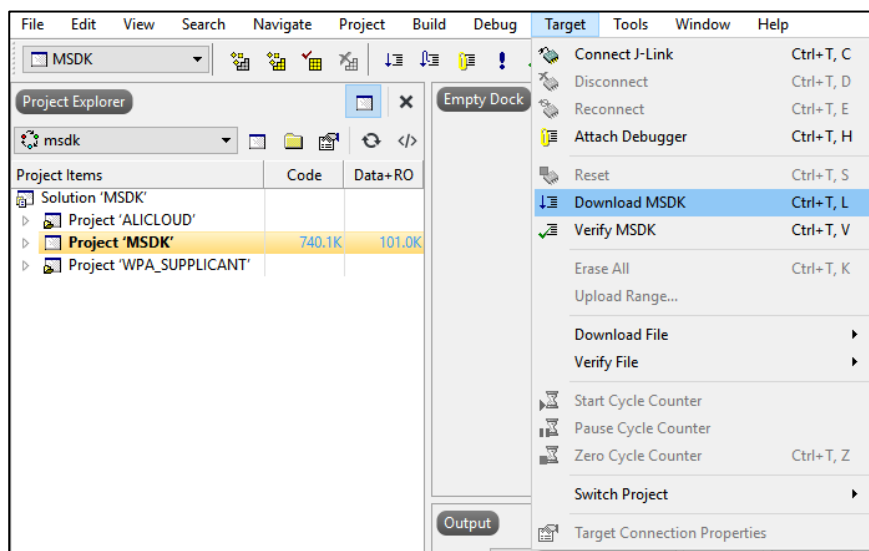 File Edit View Search Navigate Project Build Debug Target Tools Window Help
MSDK
Project Explorer
msdk
Project Items Code Data+RO
Solution 'MSDK'
Project 'ALICLOUD'
Project 'MSDK' 740.1K 101.0K
Project 'WPA_SUPPLICANT'
Empty Dock
Output
Connect J-Link Ctrl+T, C
Disconnect Ctrl+T, D
Reconnect Ctrl+T, E
Attach Debugger Ctrl+T, H
Reset Ctrl+T, S
Download MSDK Ctrl+T, L
Verify MSDK Ctrl+T, V
Erase All Ctrl+T, K
Upload Range...
Download File
Verify File
Start Cycle Counter
Pause Cycle Counter
Zero Cycle Counter Ctrl+T, Z
Switch Project
Target Connection Properties